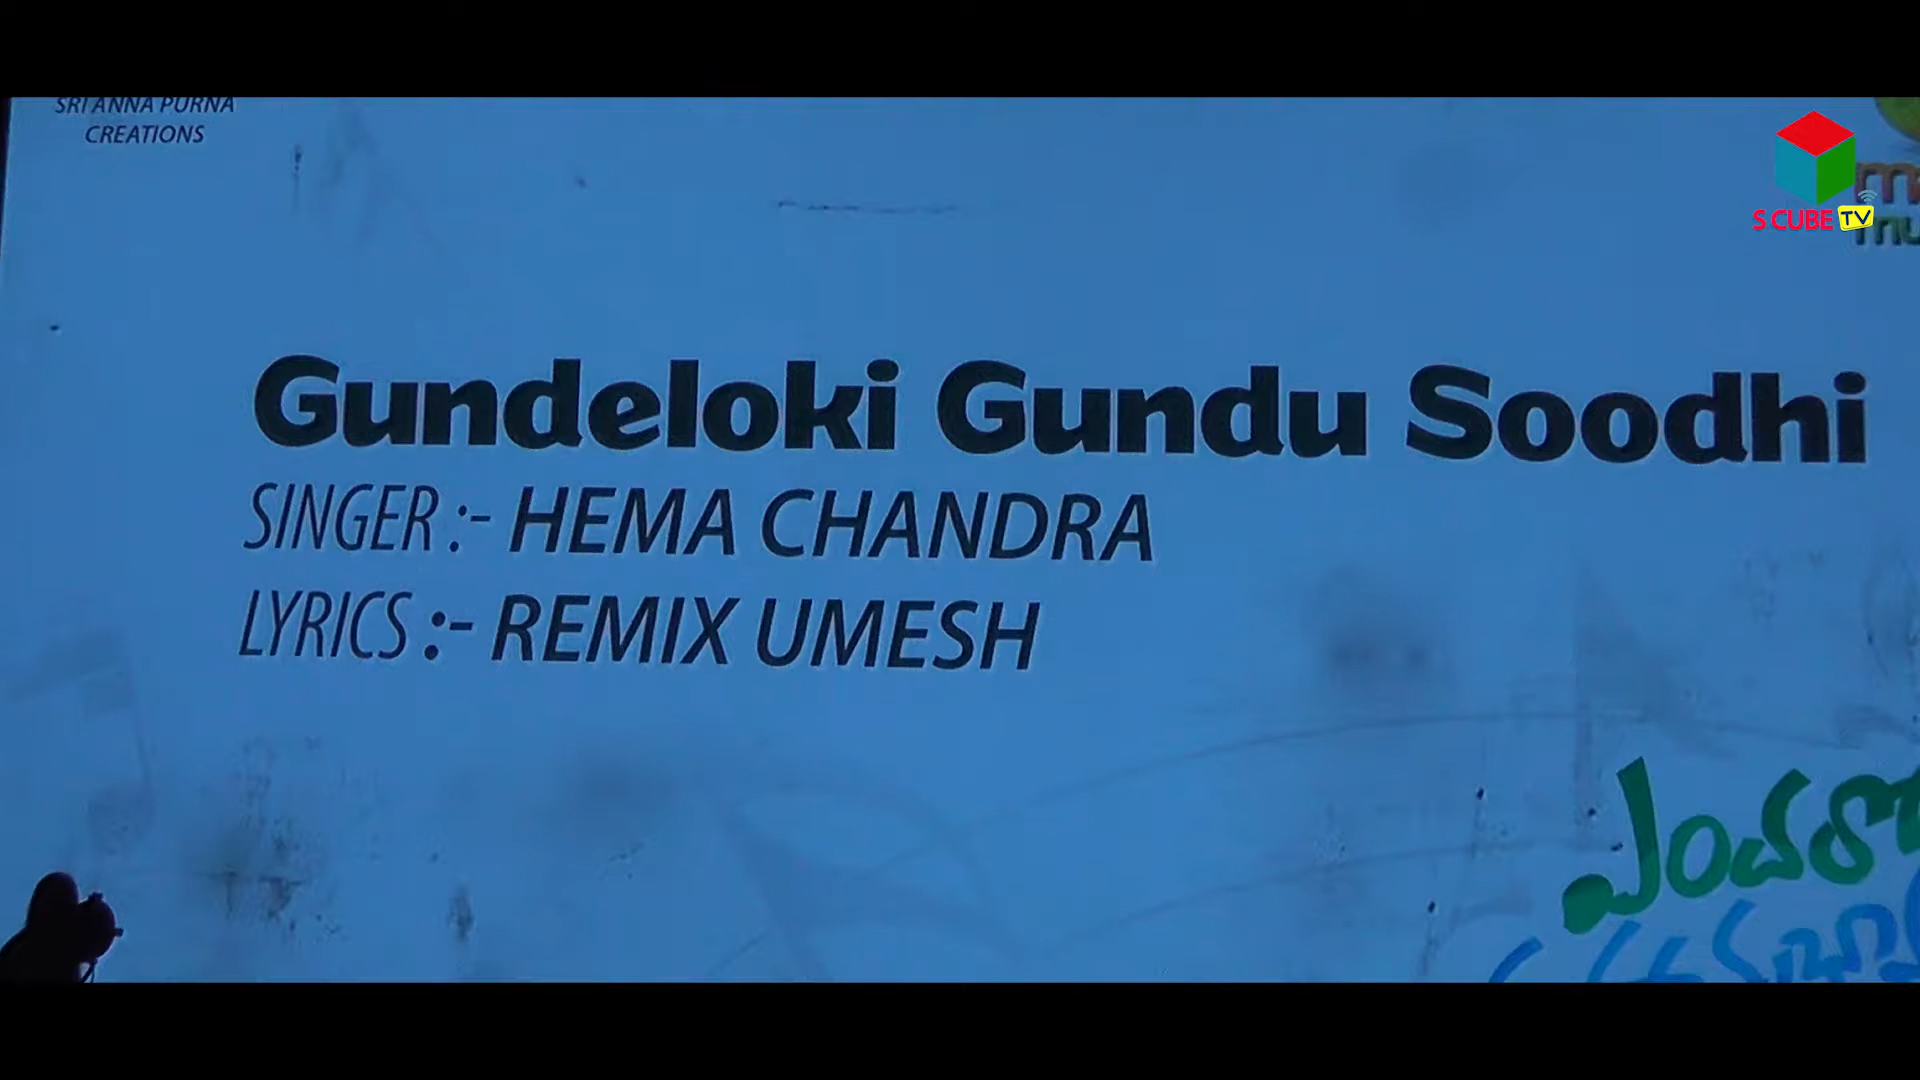 SRI ANNA PURNA
CREATIONS
S CUBE TV
Gundeloki Gundu Soodhi
SINGER :- HEMA CHANDRA
LYRICS :- REMIX UMESH